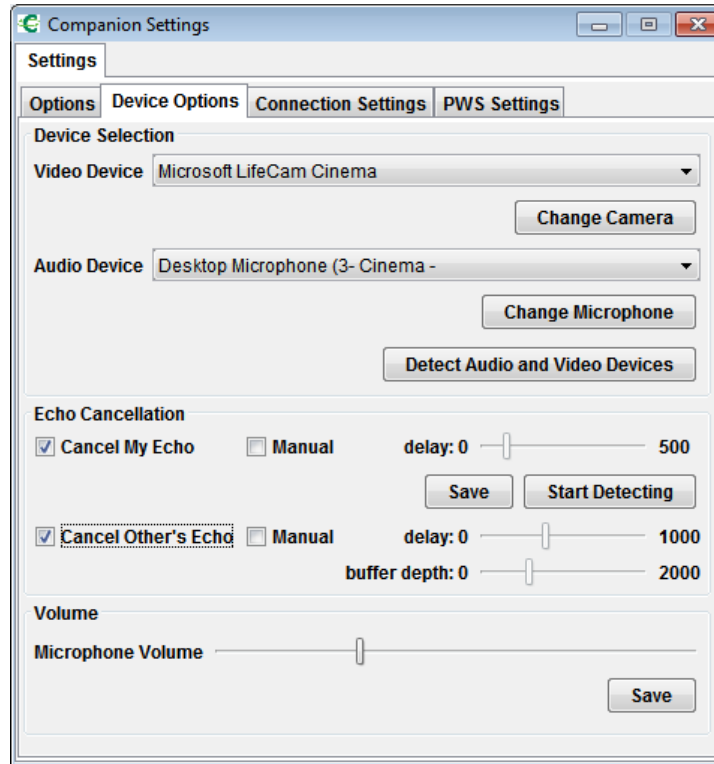 Companion Settings
Settings
Options Device Options Connection Settings PWS Settings
Device Selection
Video Device Microsoft LifeCam Cinema
Change Camera
Audio Device Desktop Microphone (3- Cinema -
Change Microphone
Detect Audio and Video Devices
Echo Cancellation
Cancel My Echo Manual delay: 0 500
Save Start Detecting
Cancel Other's Echo Manual delay: 0 1000
buffer depth: 0 2000
Volume
Microphone Volume
Save